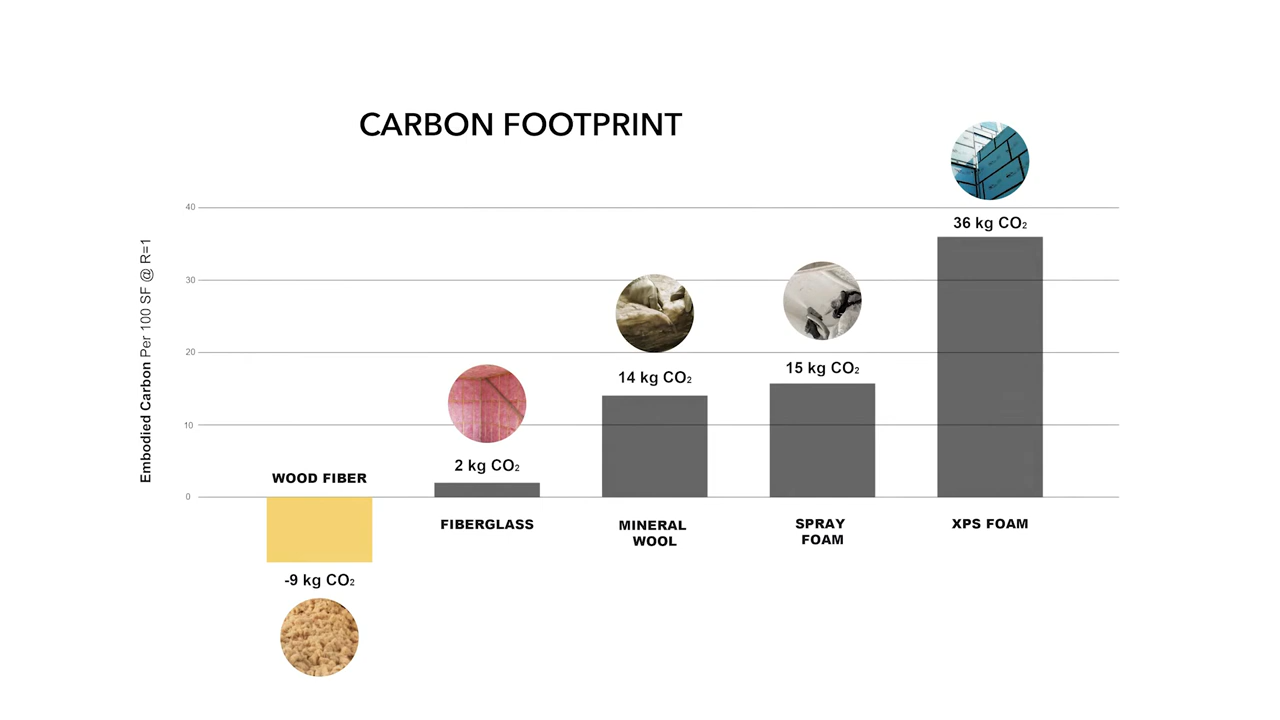 CARBON FOOTPRINT
40
36 kg CO₂
Embodied Carbon Per 100 SF @ R=1
30
20
15 kg CO₂
14 kg CO₂
10
2 kg CO₂
WOOD FIBER
0
FIBERGLASS
MINERAL
WOOL
SPRAY
FOAM
XPS FOAM
-9 kg CO₂